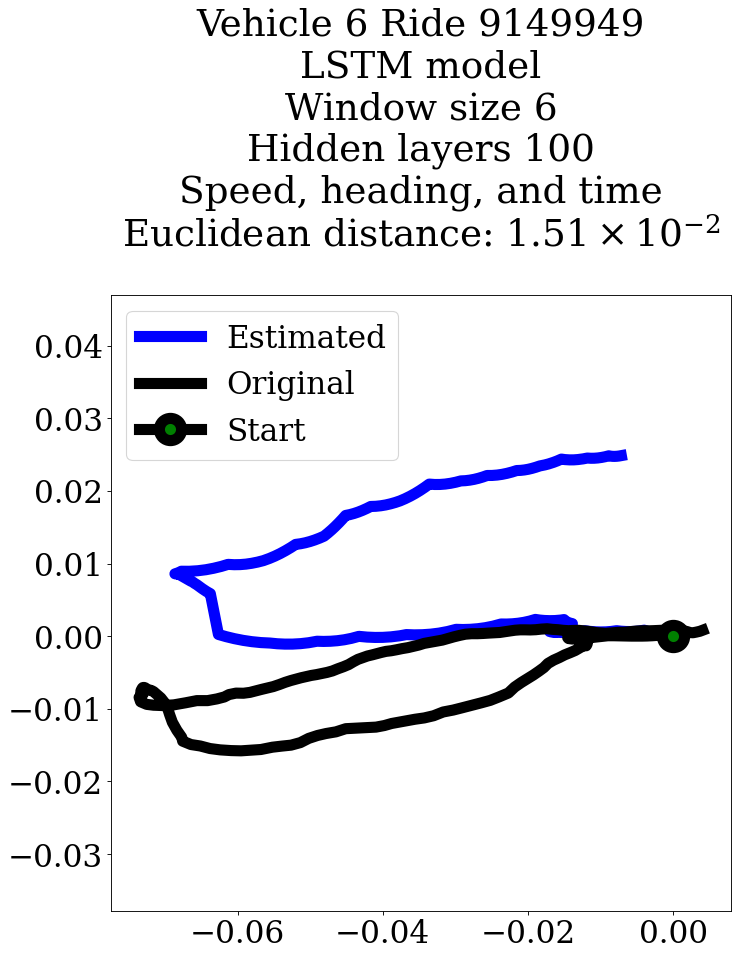 Vehicle 6 Ride 9149949
LSTM model
Window size 6
Hidden layers 100
Speed, heading, and time
Euclidean distance: 1.51 × 10⁻²
Estimated
Original
Start
0.04
0.03
0.02
0.01
0.00
−0.01
−0.02
−0.03
−0.06 −0.04 −0.02 0.00